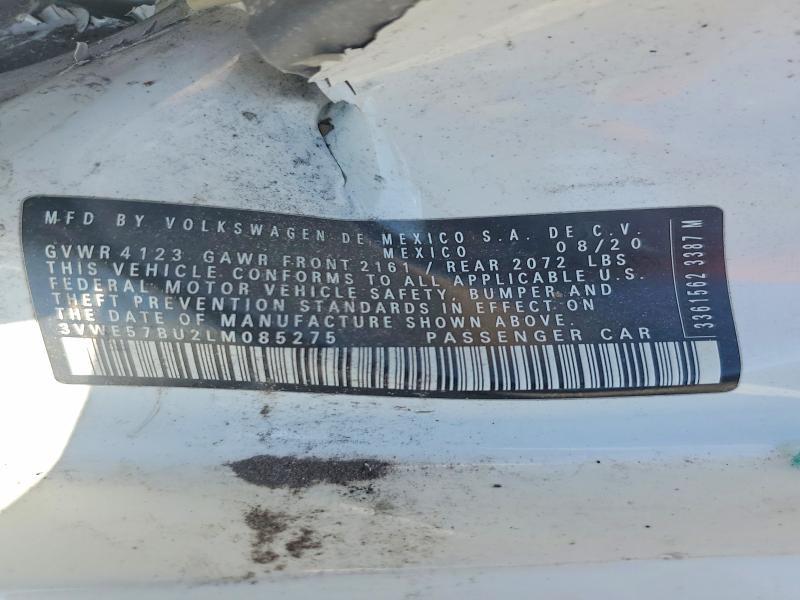 MFD BY VOLKSWAGEN DE MEXICO S.A. DE C.V.
MEXICO 08/20
GVWR 4123 GAWR FRONT 2161 / REAR 2072 LBS
THIS VEHICLE CONFORMS TO ALL APPLICABLE U.S.
FEDERAL MOTOR VEHICLE SAFETY, BUMPER AND
THEFT PREVENTION STANDARDS IN EFFECT ON
THE DATE OF MANUFACTURE SHOWN ABOVE.
3VWE57BU2LM085275 PASSENGER CAR
3361562 3387 M